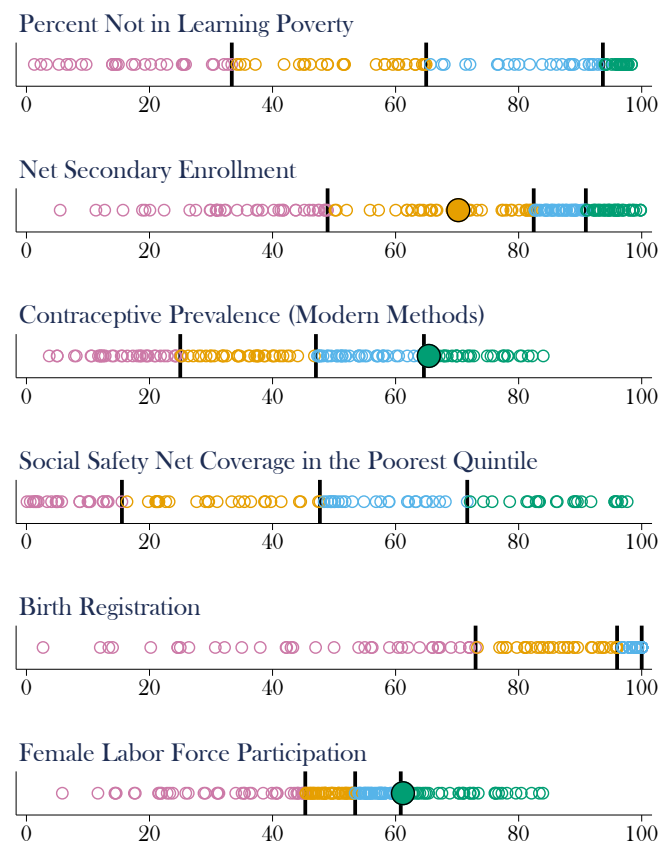 Percent Not in Learning Poverty
0 20 40 60 80 100
Net Secondary Enrollment
0 20 40 60 80 100
Contraceptive Prevalence (Modern Methods)
0 20 40 60 80 100
Social Safety Net Coverage in the Poorest Quintile
0 20 40 60 80 100
Birth Registration
0 20 40 60 80 100
Female Labor Force Participation
0 20 40 60 80 100